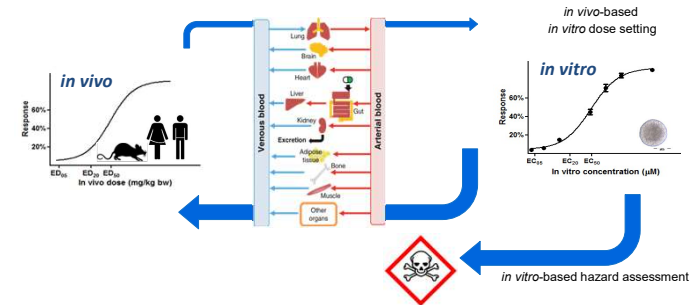 in vivo-based
in vitro dose setting
in vivo
Response
60%
40%
20%
ED05 ED20 ED50
In vivo dose (mg/kg bw)
Venous blood
Arterial blood
Lung
Brain
Heart
Liver
Gut
Kidney
Excretion
Adipose
tissue
Bone
Muscle
Other
organs
in vitro
Response
60%
40%
20%
EC05 EC20 EC50
In vitro concentration (µM)
in vitro-based hazard assessment